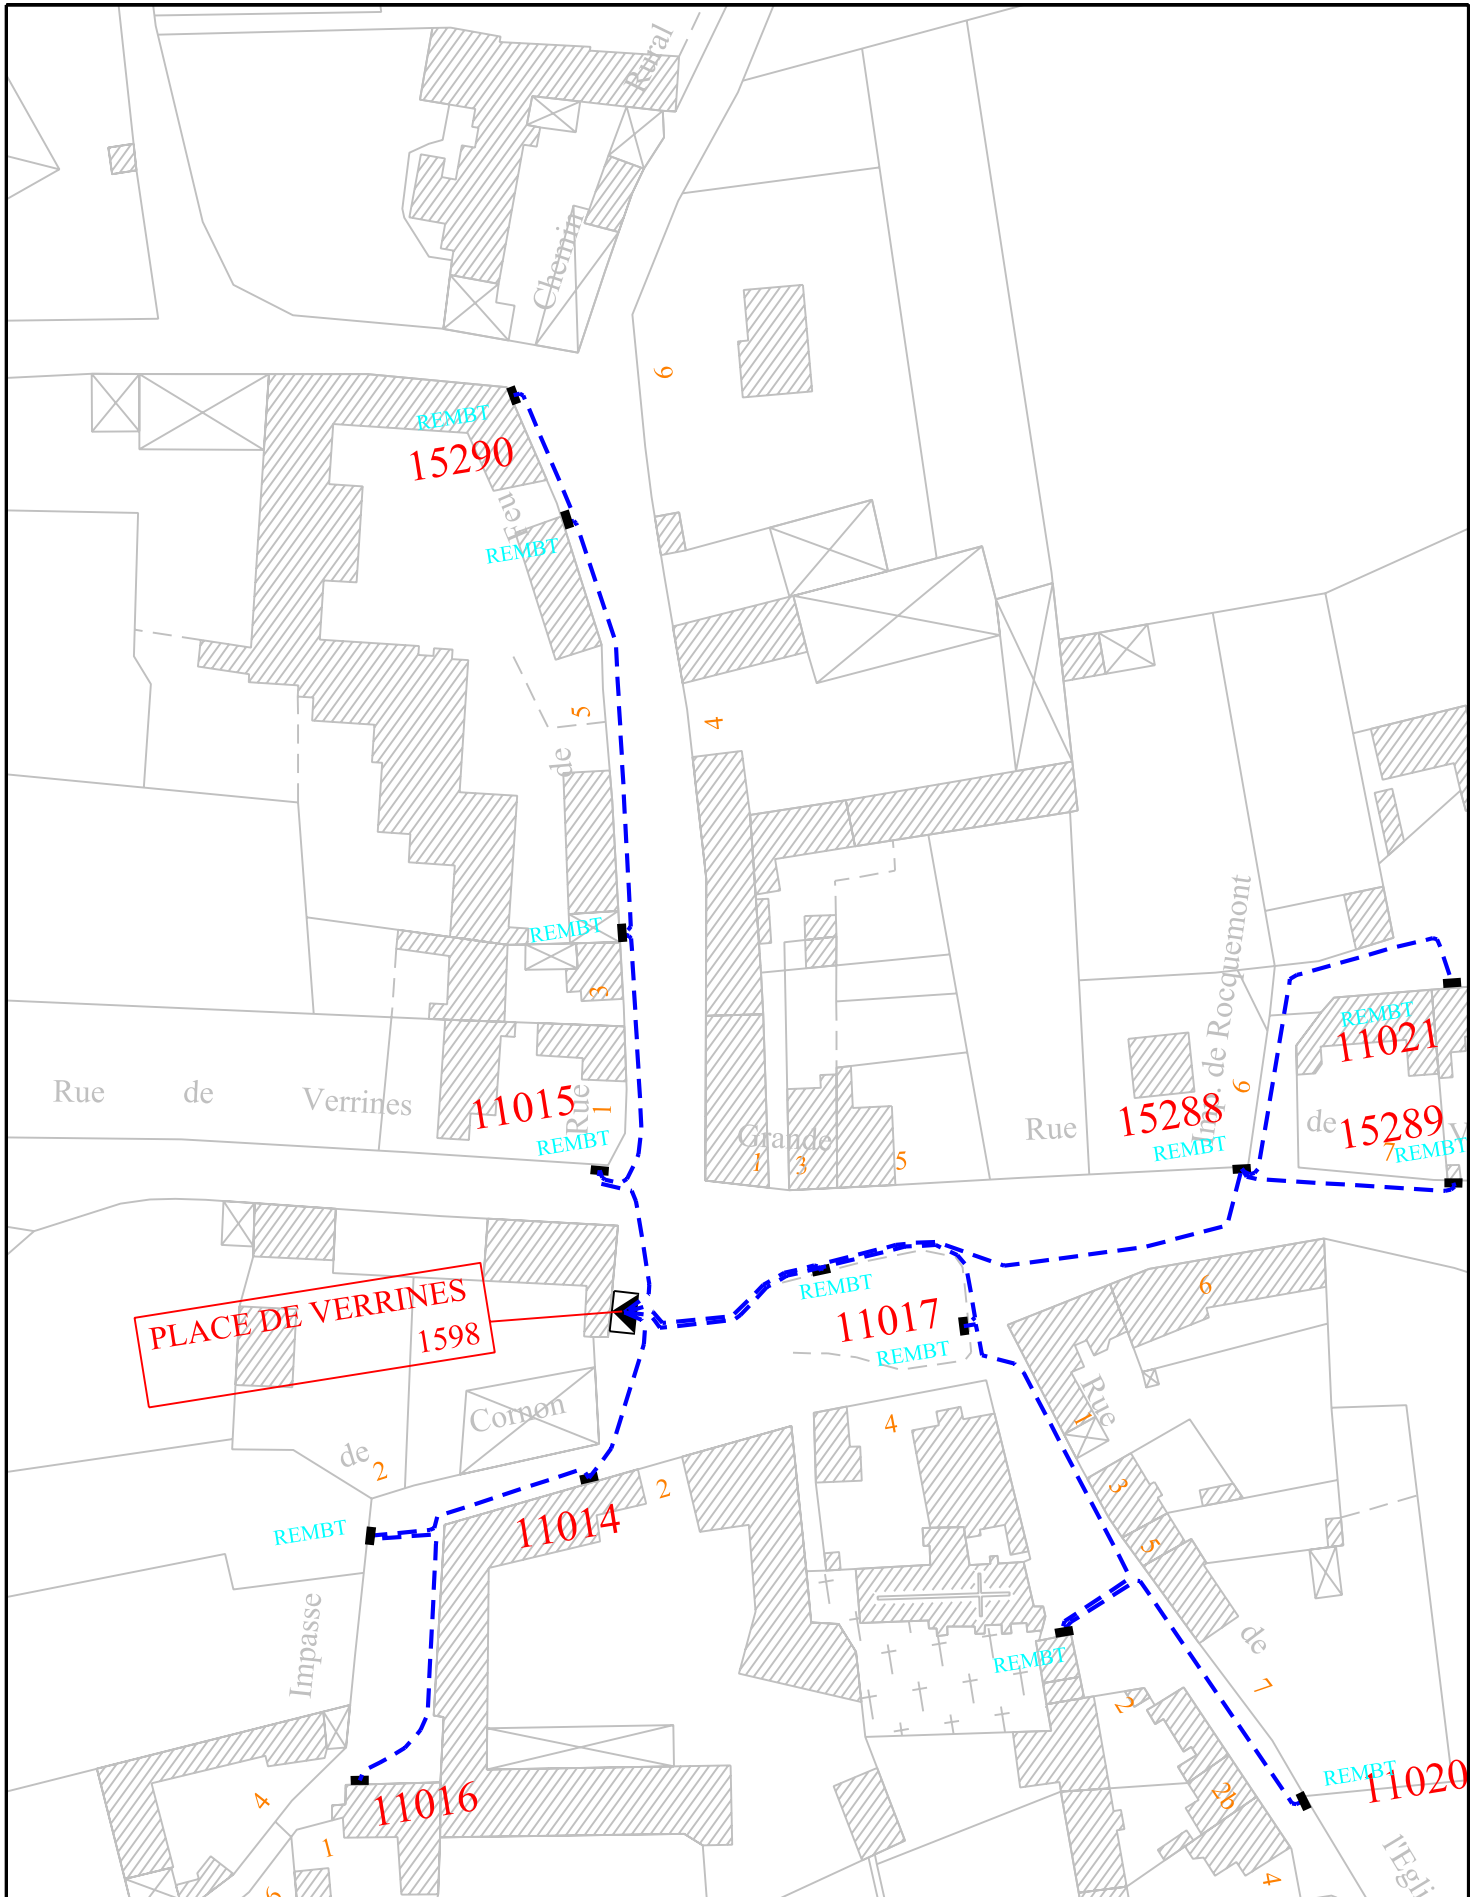 Rural
Chemin
6
REMBT
15290
Feu
REMBT
5
4
de
REMBT
3
Imp. de Rocquemont
REMBT
11021
Rue de Verrines
11015
Rue
1
REMBT
Grande
Rue
1
3
5
15288
REMBT
6
de
15289
7
REMBT
V
PLACE DE VERRINES
1598
REMBT
11017
REMBT
6
Rue
1
Cornon
de
2
4
2
3
11014
REMBT
5
Impasse
REMBT
de
7
2
REMBT
11020
11016
4
2b
1
l'Egli
4
6